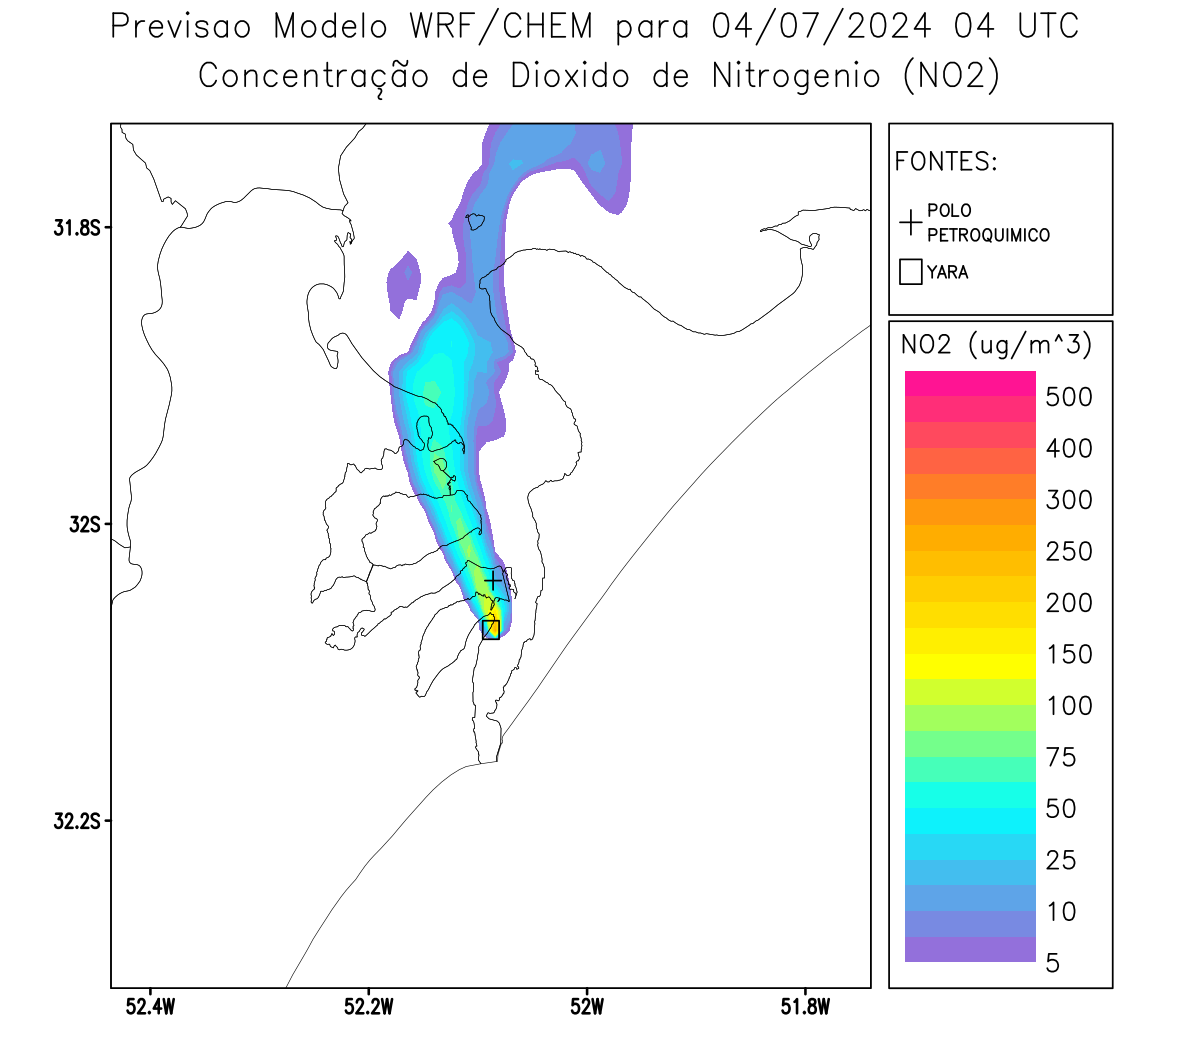 Previsao Modelo WRF/CHEM para 04/07/2024 04 UTC
Concentração de Dioxido de Nitrogenio (NO2)
FONTES:
POLO
PETROQUIMICO
YARA
31.8S
32S
32.2S
52.4W
52.2W
52W
51.8W
NO2 (ug/m^3)
500
400
300
250
200
150
100
75
50
25
10
5